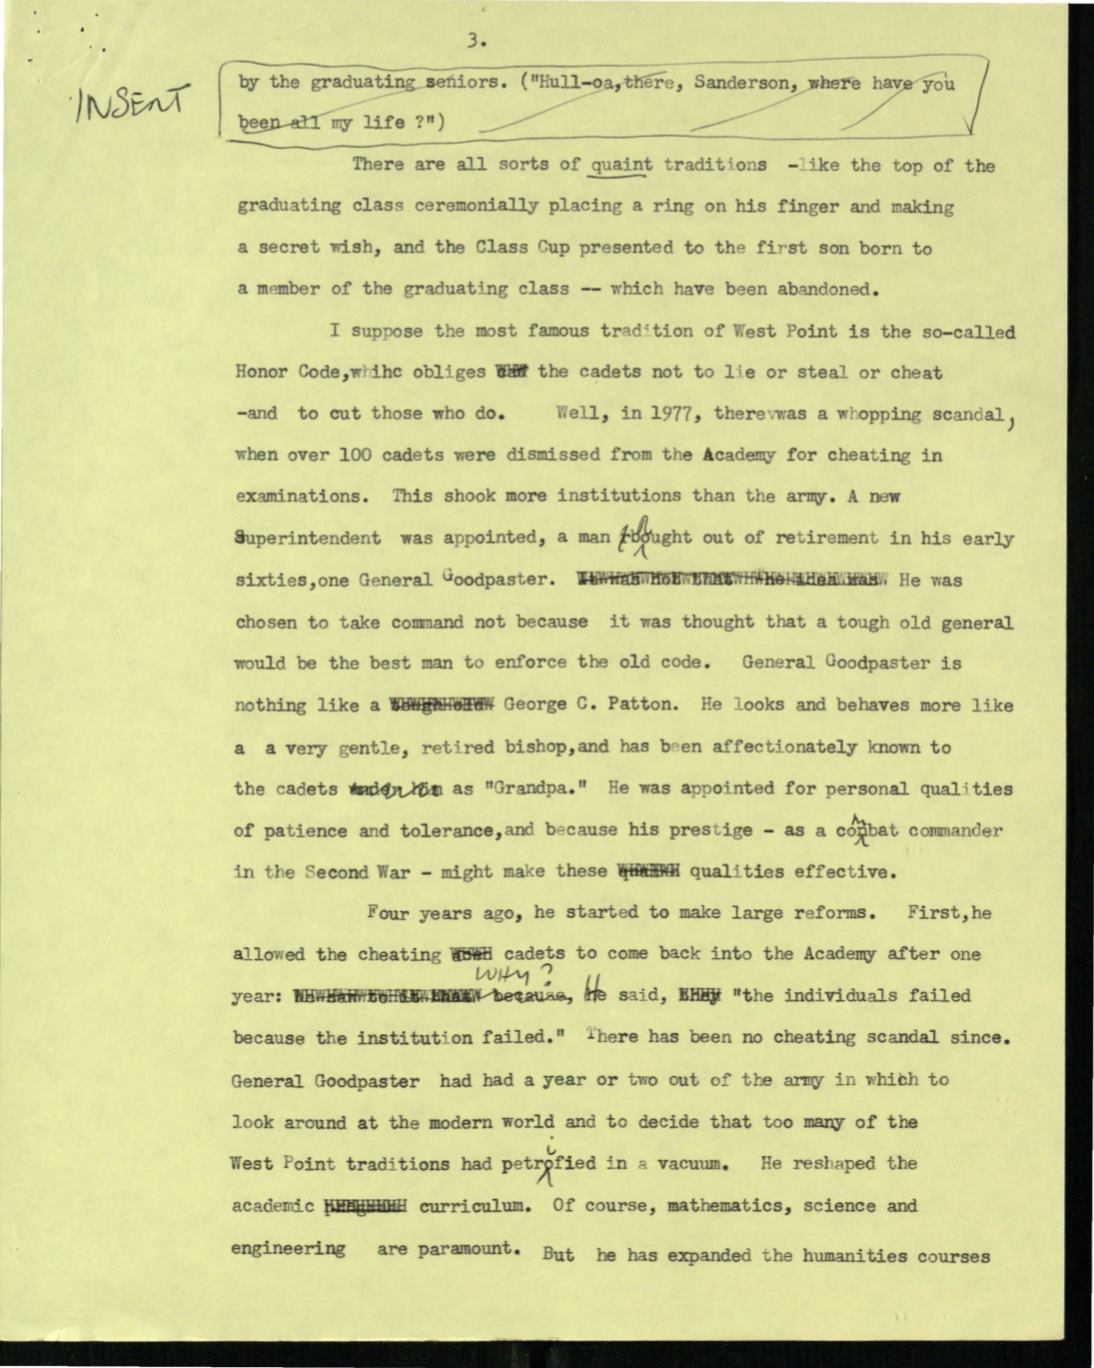 3.
INSERT
by the graduating seniors. ("Hull-oa,there, Sanderson, where have you
been all my life ?")
There are all sorts of quaint traditions -like the top of the
graduating class ceremonially placing a ring on his finger and making
a secret wish, and the Class Cup presented to the first son born to
a member of the graduating class -- which have been abandoned.
I suppose the most famous tradition of West Point is the so-called
Honor Code,whihc obliges the cadets not to lie or steal or cheat
-and to cut those who do. Well, in 1977, there was a whopping scandal,
when over 100 cadets were dismissed from the Academy for cheating in
examinations. This shook more institutions than the army. A new
Superintendent was appointed, a man brought out of retirement in his early
sixties,one General Goodpaster. He was
chosen to take command not because it was thought that a tough old general
would be the best man to enforce the old code. General Goodpaster is
nothing like a George C. Patton. He looks and behaves more like
a a very gentle, retired bishop,and has been affectionately known to
the cadets as "Grandpa." He was appointed for personal qualities
of patience and tolerance,and because his prestige - as a combat commander
in the Second War - might make these qualities effective.
Four years ago, he started to make large reforms. First,he
allowed the cheating cadets to come back into the Academy after one
WHY?
year: because, He said, "the individuals failed
because the institution failed." There has been no cheating scandal since.
General Goodpaster had had a year or two out of the army in which to
look around at the modern world and to decide that too many of the
West Point traditions had petrified in a vacuum. He reshaped the
academic curriculum. Of course, mathematics, science and
engineering are paramount. But he has expanded the humanities courses